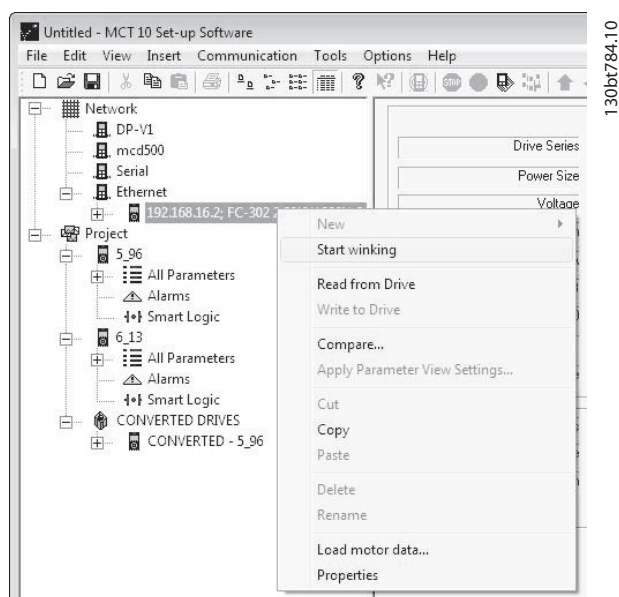 Untitled - MCT 10 Set-up Software
File Edit View Insert Communication Tools Options Help
STOP
Network
DP-V1
mcd500
Serial
Ethernet
192.168.16.2; FC-302
Project
5_96
All Parameters
Alarms
Smart Logic
6_13
All Parameters
Alarms
Smart Logic
CONVERTED DRIVES
CONVERTED - 5_96
Drive Series
Power Size
Voltage
New
Start winking
Read from Drive
Write to Drive
Compare...
Apply Parameter View Settings...
Cut
Copy
Paste
Delete
Rename
Load motor data...
Properties
130bt784.10